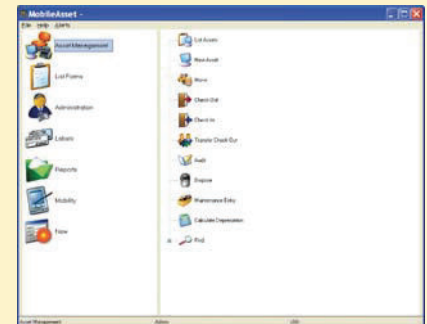 MobileAsset -
File Help Alerts
Asset Management
List Forms
Administration
Labels
Reports
Mobility
New
List Assets
New Asset
Move
Check Out
Check In
Transfer Check Out
Audit
Dispose
Maintenance Entry
Calculate Depreciation
Find
Asset Management Admin